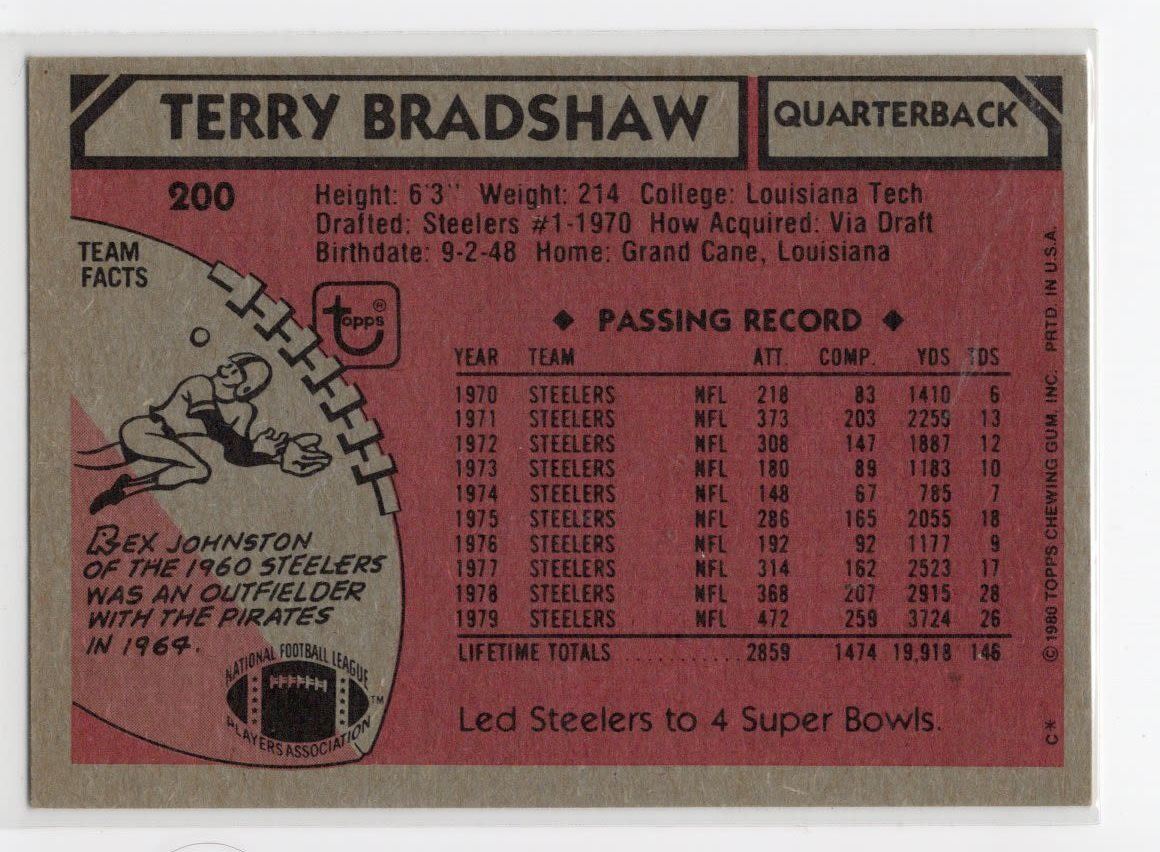 TERRY BRADSHAW
QUARTERBACK
200
Height: 6'3" Weight: 214 College: Louisiana Tech
Drafted: Steelers #1-1970 How Acquired: Via Draft
Birthdate: 9-2-48 Home: Grand Cane, Louisiana
TEAM
FACTS
topps®
◆ PASSING RECORD ◆
YEAR TEAM ATT. COMP. YDS TDS
1970 STEELERS NFL 218 83 1410 6
1971 STEELERS NFL 373 203 2259 13
1972 STEELERS NFL 308 147 1887 12
1973 STEELERS NFL 180 89 1183 10
1974 STEELERS NFL 148 67 785 7
1975 STEELERS NFL 286 165 2055 18
1976 STEELERS NFL 192 92 1177 9
1977 STEELERS NFL 314 162 2523 17
1978 STEELERS NFL 368 207 2915 28
1979 STEELERS NFL 472 259 3724 26
LIFETIME TOTALS ........... 2859 1474 19,918 146
Led Steelers to 4 Super Bowls.
REX JOHNSTON
OF THE 1960 STEELERS
WAS AN OUTFIELDER
WITH THE PIRATES
IN 1964.
NATIONAL FOOTBALL LEAGUE
PLAYERS ASSOCIATION
TM
© 1980 TOPPS CHEWING GUM, INC. PRTD. IN U.S.A.
C*